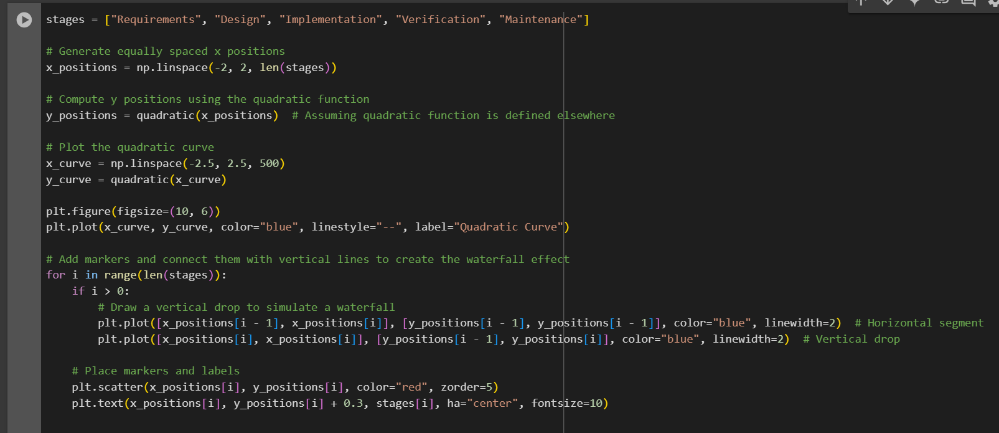 stages = ["Requirements", "Design", "Implementation", "Verification", "Maintenance"]
# Generate equally spaced x positions
x_positions = np.linspace(-2, 2, len(stages))
# Compute y positions using the quadratic function
y_positions = quadratic(x_positions)  # Assuming quadratic function is defined elsewhere
# Plot the quadratic curve
x_curve = np.linspace(-2.5, 2.5, 500)
y_curve = quadratic(x_curve)
plt.figure(figsize=(10, 6))
plt.plot(x_curve, y_curve, color="blue", linestyle="--", label="Quadratic Curve")
# Add markers and connect them with vertical lines to create the waterfall effect
for i in range(len(stages)):
    if i > 0:
        # Draw a vertical drop to simulate a waterfall
        plt.plot([x_positions[i - 1], x_positions[i]], [y_positions[i - 1], y_positions[i - 1]], color="blue", linewidth=2)  # Horizontal segment
        plt.plot([x_positions[i], x_positions[i]], [y_positions[i - 1], y_positions[i]], color="blue", linewidth=2)  # Vertical drop
    # Place markers and labels
    plt.scatter(x_positions[i], y_positions[i], color="red", zorder=5)
    plt.text(x_positions[i], y_positions[i] + 0.3, stages[i], ha="center", fontsize=10)